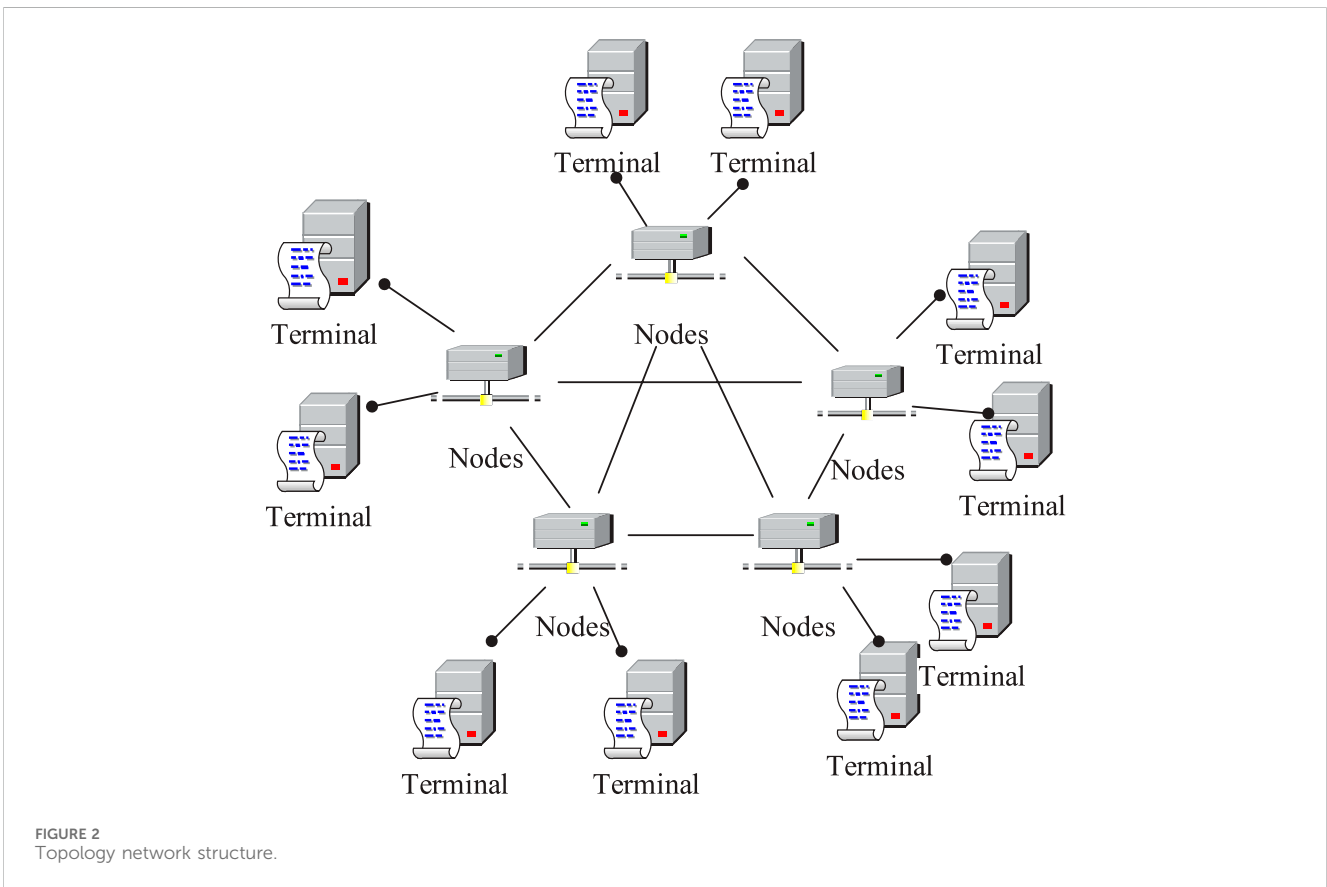 Terminal
Terminal
Terminal
Nodes
Terminal
Nodes
Nodes
Terminal
Terminal
Nodes
Nodes
Terminal
Terminal
Terminal
Terminal
FIGURE 2
Topology network structure.